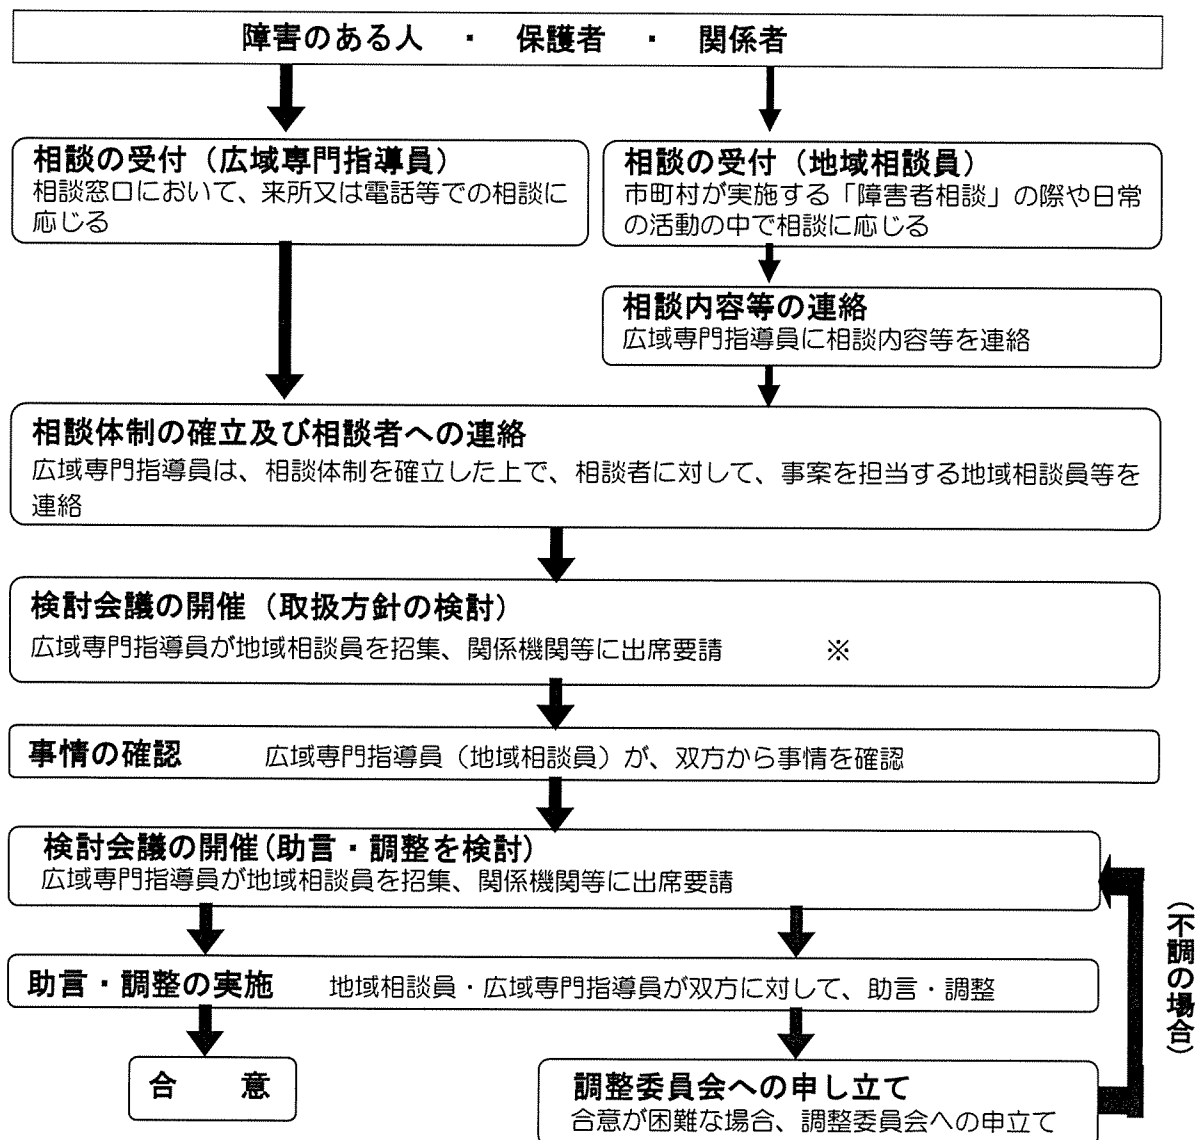 障害のある人 ・ 保護者 ・ 関係者
相談の受付（広域専門指導員）
相談窓口において、来所又は電話等での相談に
応じる
相談の受付（地域相談員）
市町村が実施する「障害者相談」の際や日常
の活動の中で相談に応じる
相談内容等の連絡
広域専門指導員に相談内容等を連絡
相談体制の確立及び相談者への連絡
広域専門指導員は、相談体制を確立した上で、相談者に対して、事案を担当する地域相談員等を
連絡
検討会議の開催（取扱方針の検討）
広域専門指導員が地域相談員を招集、関係機関等に出席要請 ※
事情の確認 広域専門指導員（地域相談員）が、双方から事情を確認
検討会議の開催(助言・調整を検討)
広域専門指導員が地域相談員を招集、関係機関等に出席要請
（不調の場合）
助言・調整の実施 地域相談員・広域専門指導員が双方に対して、助言・調整
合 意
調整委員会への申し立て
合意が困難な場合、調整委員会への申立て